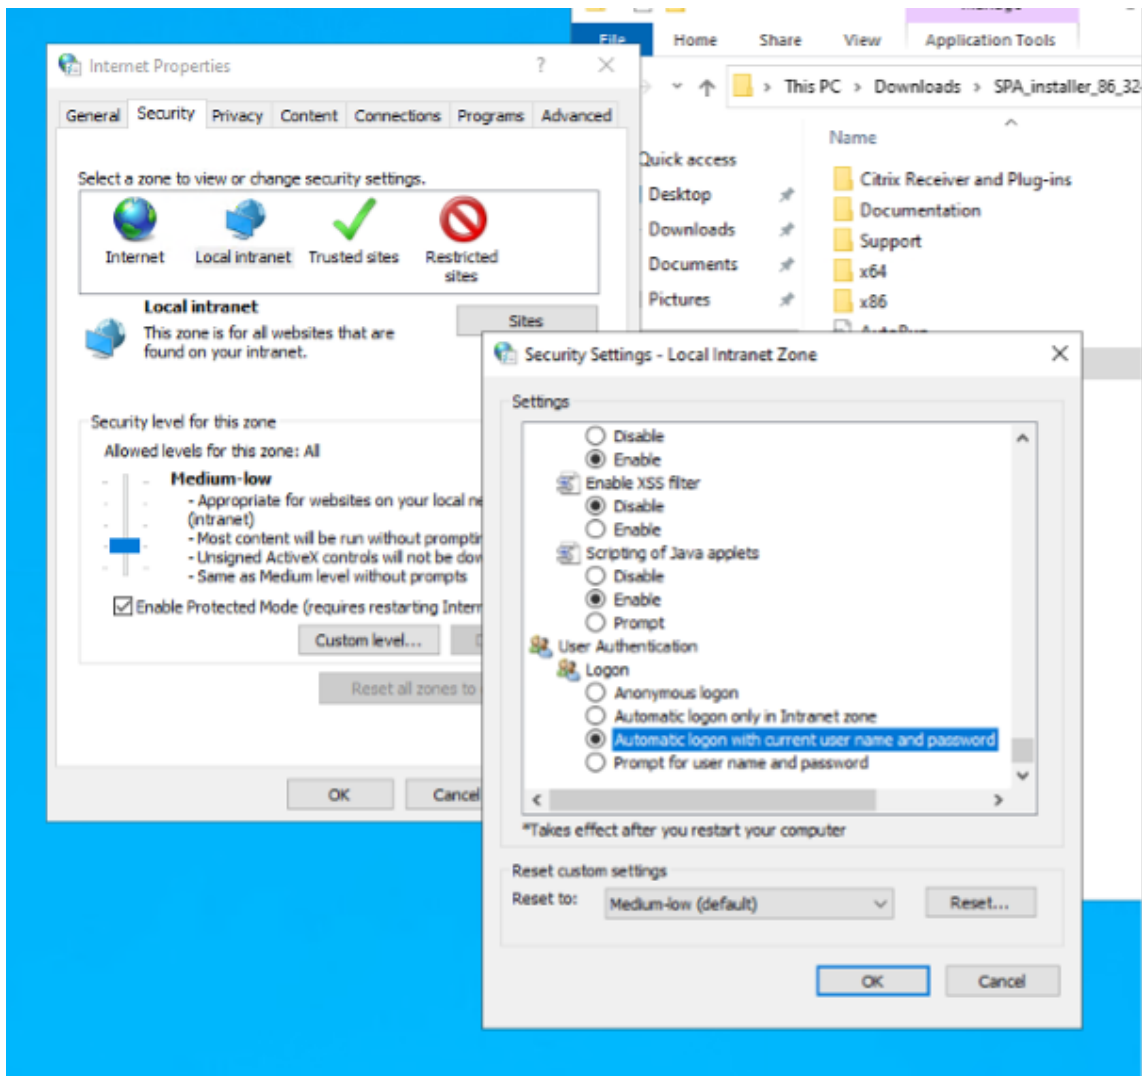 File
Home
Share
View
Application Tools
This PC > Downloads > SPA_installer_86_32
Name
Quick access
Desktop
Downloads
Documents
Pictures
Citrix Receiver and Plug-ins
Documentation
Support
x64
x86
Internet Properties
General Security Privacy Content Connections Programs Advanced
Select a zone to view or change security settings.
Internet
Local intranet
Trusted sites
Restricted
sites
Local intranet
Sites
This zone is for all websites that are
found on your intranet.
Security level for this zone
Allowed levels for this zone: All
Medium-low
- Appropriate for websites on your local ne
(intranet)
- Most content will be run without promptin
- Unsigned ActiveX controls will not be dow
- Same as Medium level without prompts
Enable Protected Mode (requires restarting Intern
Custom level...
Reset all zones to
OK
Cancel
Security Settings - Local Intranet Zone
Settings
Disable
Enable
Enable XSS filter
Disable
Enable
Scripting of Java applets
Disable
Enable
Prompt
User Authentication
Logon
Anonymous logon
Automatic logon only in Intranet zone
Automatic logon with current user name and password
Prompt for user name and password
*Takes effect after you restart your computer
Reset custom settings
Reset to:
Medium-low (default)
Reset...
OK
Cancel